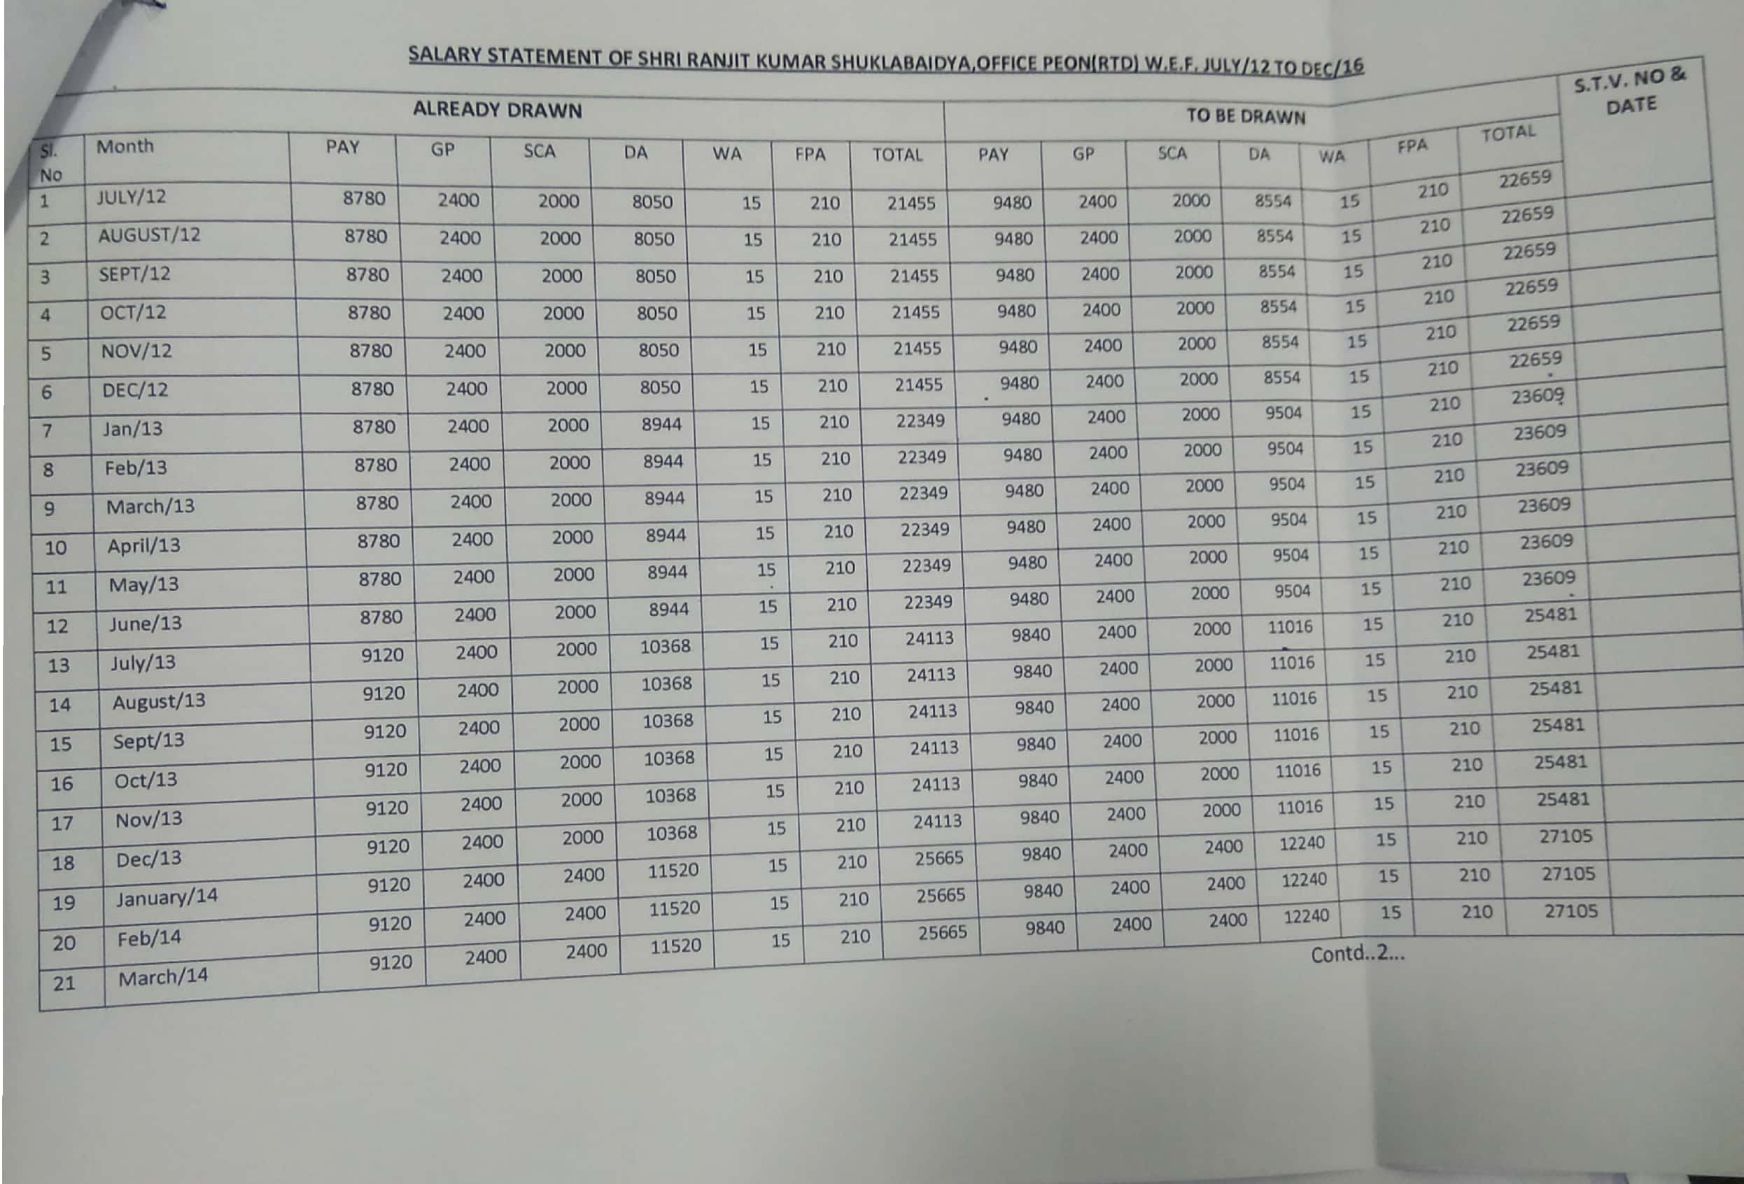 SALARY STATEMENT OF SHRI RANJIT KUMAR SHUKLABAIDYA,OFFICE PEON(RTD) W.E.F. JULY/12 TO DEC/16
ALREADY DRAWN TO BE DRAWN S.T.V. NO & DATE
Sl. No Month PAY GP SCA DA WA FPA TOTAL PAY GP SCA DA WA FPA TOTAL
1 JULY/12 8780 2400 2000 8050 15 210 21455 9480 2400 2000 8554 15 210 22659
2 AUGUST/12 8780 2400 2000 8050 15 210 21455 9480 2400 2000 8554 15 210 22659
3 SEPT/12 8780 2400 2000 8050 15 210 21455 9480 2400 2000 8554 15 210 22659
4 OCT/12 8780 2400 2000 8050 15 210 21455 9480 2400 2000 8554 15 210 22659
5 NOV/12 8780 2400 2000 8050 15 210 21455 9480 2400 2000 8554 15 210 22659
6 DEC/12 8780 2400 2000 8050 15 210 21455 9480 2400 2000 8554 15 210 22659
7 Jan/13 8780 2400 2000 8944 15 210 22349 9480 2400 2000 9504 15 210 23609
8 Feb/13 8780 2400 2000 8944 15 210 22349 9480 2400 2000 9504 15 210 23609
9 March/13 8780 2400 2000 8944 15 210 22349 9480 2400 2000 9504 15 210 23609
10 April/13 8780 2400 2000 8944 15 210 22349 9480 2400 2000 9504 15 210 23609
11 May/13 8780 2400 2000 8944 15 210 22349 9480 2400 2000 9504 15 210 23609
12 June/13 8780 2400 2000 8944 15 210 22349 9480 2400 2000 9504 15 210 23609
13 July/13 9120 2400 2000 10368 15 210 24113 9840 2400 2000 11016 15 210 25481
14 August/13 9120 2400 2000 10368 15 210 24113 9840 2400 2000 11016 15 210 25481
15 Sept/13 9120 2400 2000 10368 15 210 24113 9840 2400 2000 11016 15 210 25481
16 Oct/13 9120 2400 2000 10368 15 210 24113 9840 2400 2000 11016 15 210 25481
17 Nov/13 9120 2400 2000 10368 15 210 24113 9840 2400 2000 11016 15 210 25481
18 Dec/13 9120 2400 2000 10368 15 210 24113 9840 2400 2000 11016 15 210 25481
19 January/14 9120 2400 2400 11520 15 210 25665 9840 2400 2400 12240 15 210 27105
20 Feb/14 9120 2400 2400 11520 15 210 25665 9840 2400 2400 12240 15 210 27105
21 March/14 9120 2400 2400 11520 15 210 25665 9840 2400 2400 12240 15 210 27105
Contd..2...